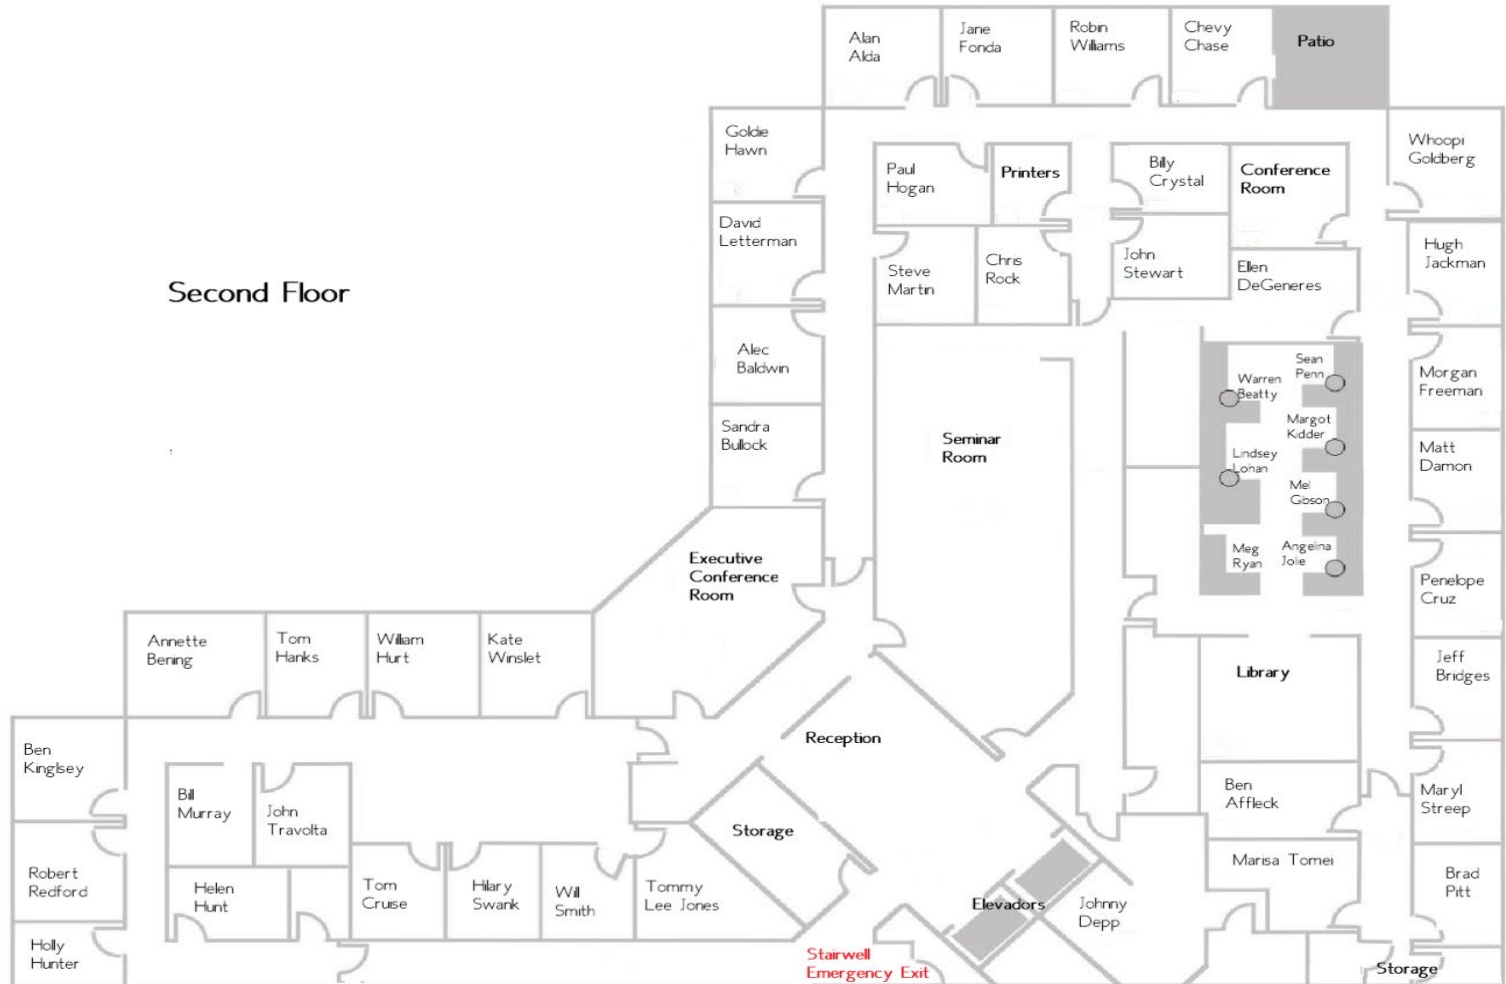 Alan
Alda
Jane
Fonda
Robin
Williams
Chevy
Chase
Patio
Goldie
Hawn
Paul
Hogan
Printers
Billy
Crystal
Conference
Room
Whoopi
Goldberg
David
Letterman
Steve
Martin
Chris
Rock
John
Stewart
Ellen
DeGeneres
Hugh
Jackman
Second Floor
Alec
Baldwin
Sean
Penn
Warren
Beatty
Morgan
Freeman
Sandra
Bullock
Seminar
Room
Margot
Kidder
Lindsey
Lohan
Matt
Damon
Mel
Gibson
Executive
Conference
Room
Meg
Ryan
Angelina
Jolie
Penelope
Cruz
Annette
Bening
Tom
Hanks
William
Hurt
Kate
Winslet
Library
Jeff
Bridges
Reception
Ben
Kinglsey
Bill
Murray
John
Travolta
Storage
Ben
Affleck
Maryl
Streep
Robert
Redford
Helen
Hunt
Tom
Cruise
Hilary
Swank
Will
Smith
Tommy
Lee Jones
Elevadors
Johnny
Depp
Marisa Tomei
Brad
Pitt
Holly
Hunter
Stairwell
Emergency Exit
Storage